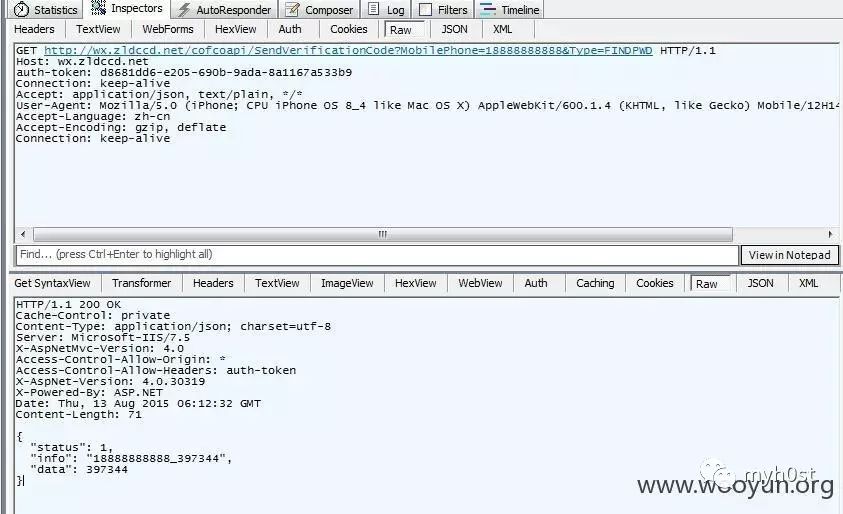 Statistics Inspectors AutoResponder Composer Log Filters Timeline
Headers TextView WebForms HexView Auth Cookies Raw JSON XML
GET http://wx.zldccd.net/cofcoapi/SendVerificationCode?MobilePhone=18888888888&Type=FINDPWD HTTP/1.1
Host: wx.zldccd.net
auth-token: d8681dd6-e205-690b-9ada-8a1167a533b9
Connection: keep-alive
Accept: application/json, text/plain, */*
User-Agent: Mozilla/5.0 (iPhone; CPU iPhone OS 8_4 like Mac OS X) AppleWebKit/600.1.4 (KHTML, like Gecko) Mobile/12H14
Accept-Language: zh-cn
Accept-Encoding: gzip, deflate
Connection: keep-alive
Find... (press Ctrl+Enter to highlight all) View in Notepad
Get SyntaxView Transformer Headers TextView ImageView HexView WebView Auth Caching Cookies Raw JSON XML
HTTP/1.1 200 OK
Cache-Control: private
Content-Type: application/json; charset=utf-8
Server: Microsoft-IIS/7.5
X-AspNetMvc-Version: 4.0
Access-Control-Allow-Origin: *
Access-Control-Allow-Headers: auth-token
X-AspNet-Version: 4.0.30319
X-Powered-By: ASP.NET
Date: Thu, 13 Aug 2015 06:12:32 GMT
Content-Length: 71
{
"status": 1,
"info": "18888888888_397344",
"data": 397344
}
myh0st
www.wooyun.org